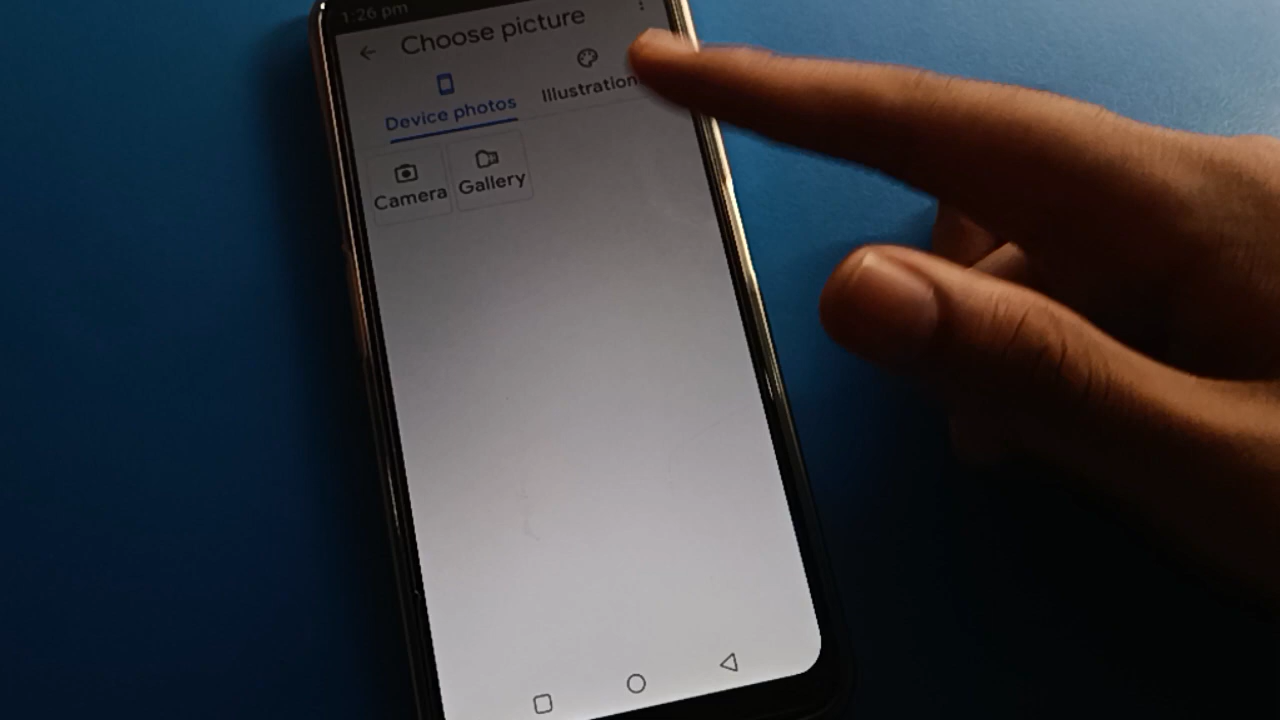 1:26 pm
Choose picture
Device photos
Illustration
Camera
Gallery